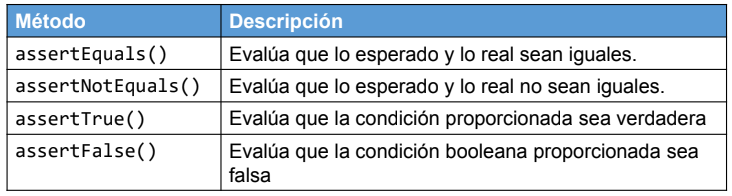 Método Descripción
assertEquals() Evalúa que lo esperado y lo real sean iguales.
assertNotEquals() Evalúa que lo esperado y lo real no sean iguales.
assertTrue() Evalúa que la condición proporcionada sea verdadera
assertFalse() Evalúa que la condición booleana proporcionada sea
falsa